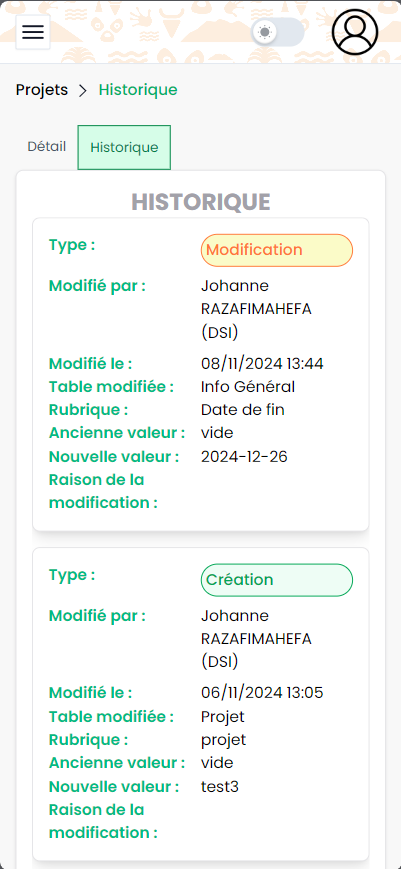 Projets > Historique
Détail Historique
HISTORIQUE
Type : Modification
Modifié par : Johanne
RAZAFIMAHEFA
(DSI)
Modifié le : 08/11/2024 13:44
Table modifiée : Info Général
Rubrique : Date de fin
Ancienne valeur : vide
Nouvelle valeur : 2024-12-26
Raison de la
modification :
Type : Création
Modifié par : Johanne
RAZAFIMAHEFA
(DSI)
Modifié le : 06/11/2024 13:05
Table modifiée : Projet
Rubrique : projet
Ancienne valeur : vide
Nouvelle valeur : test3
Raison de la
modification :